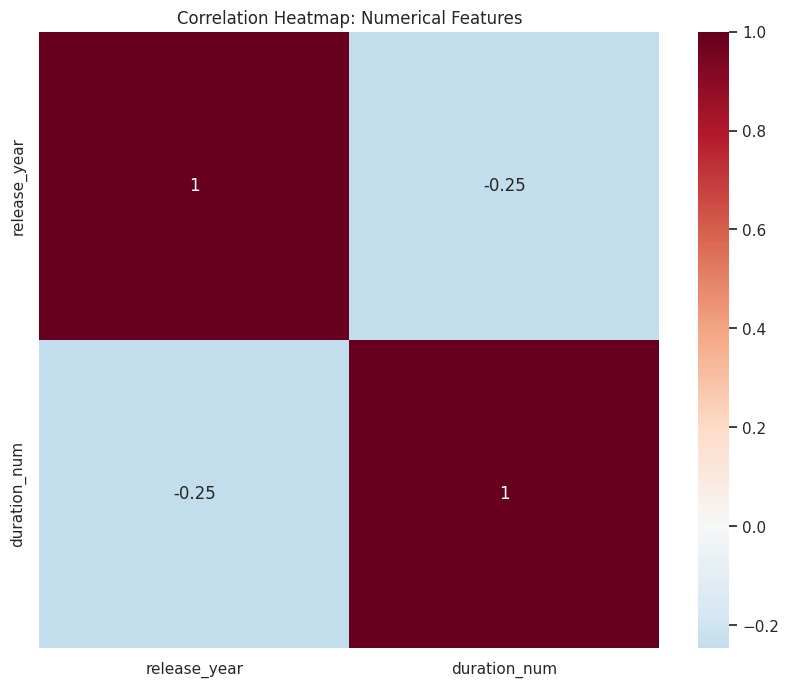 Correlation Heatmap: Numerical Features
release_year
1
-0.25
duration_num
-0.25
1
release_year
duration_num
1.0
0.8
0.6
0.4
0.2
0.0
−0.2